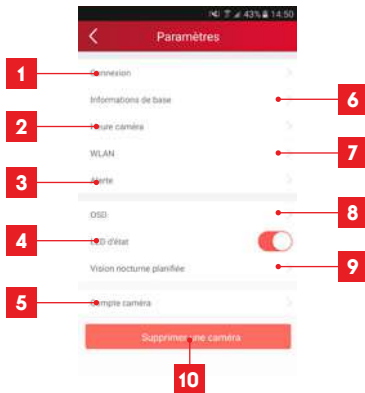 43% 14:50
Paramètres
1 Connexion
Informations de base 6
2 Heure caméra
WLAN 7
3 Alerte
OSD 8
4 LED d'état
Vision nocturne planifiée 9
5 Compte caméra
Supprimer une caméra
10